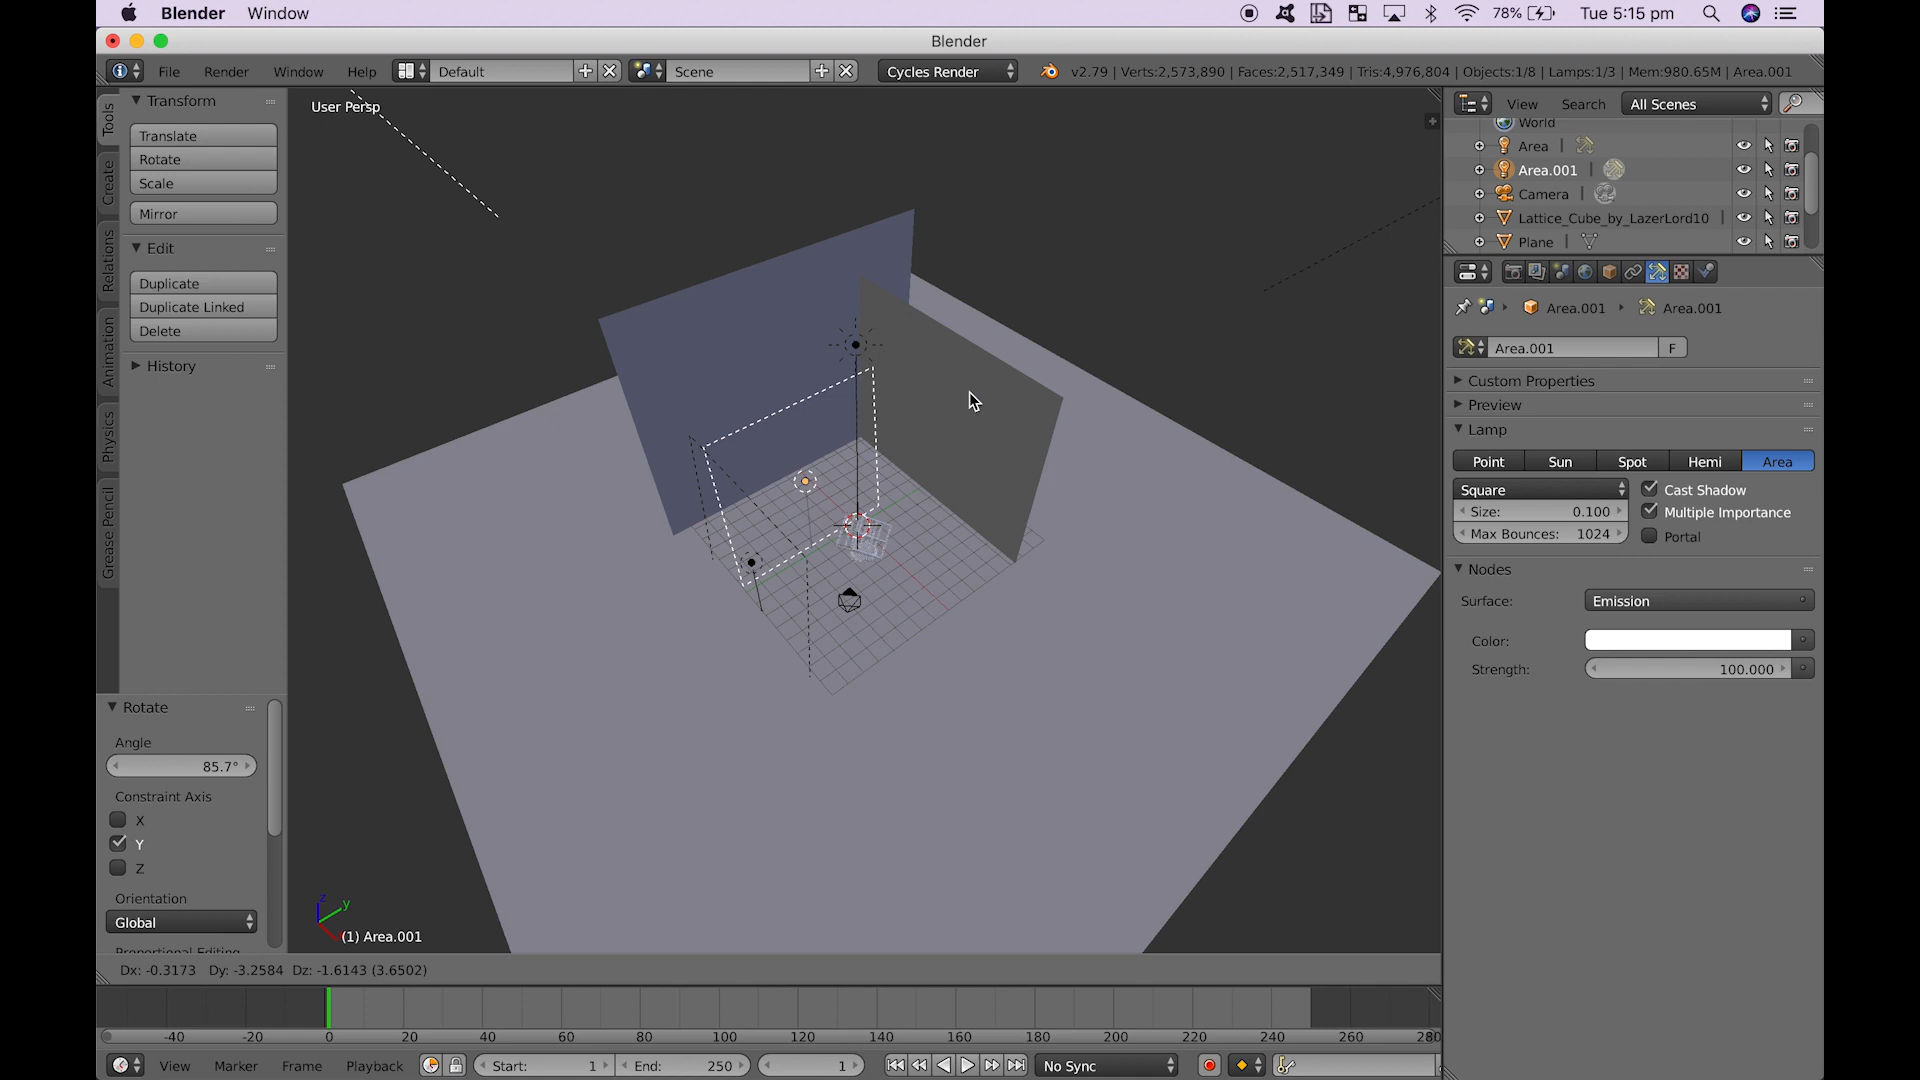 Blender Window 78% Tue 5:15 pm
Blender
File Render Window Help Default Scene Cycles Render v2.79 | Verts:2,573,890 | Faces:2,517,349 | Tris:4,976,804 | Objects:1/8 | Lamps:1/3 | Mem:980.65M | Area.001
Tools
Create
Relations
Animation
Physics
Grease Pencil
Transform
Translate
Rotate
Scale
Mirror
Edit
Duplicate
Duplicate Linked
Delete
History
Rotate
Angle
85.7°
Constraint Axis
X
Y
Z
Orientation
Global
Proportional Editing
User Persp
z
y
(1) Area.001
Dx: -0.3173 Dy: -3.2584 Dz: -1.6143 (3.6502)
View Search All Scenes
World
Area
Area.001
Camera
Lattice_Cube_by_LazerLord10
Plane
Area.001 Area.001
Area.001 F
Custom Properties
Preview
Lamp
Point Sun Spot Hemi Area
Square Cast Shadow
Size: 0.100 Multiple Importance
Max Bounces: 1024 Portal
Nodes
Surface: Emission
Color:
Strength: 100.000
-40 -20 0 20 40 60 80 100 120 140 160 180 200 220 240 260 280
View Marker Frame Playback Start: 1 End: 250 1 No Sync